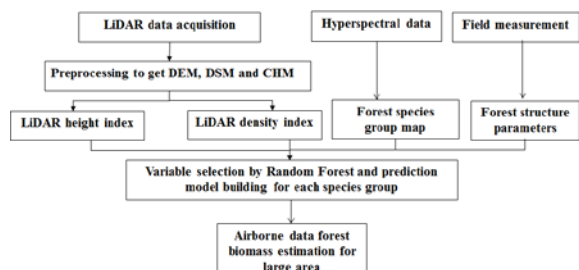 LiDAR data acquisition
Hyperspectral data
Field measurement
Preprocessing to get DEM, DSM and CHM
LiDAR height index
LiDAR density index
Forest species
group map
Forest structure
parameters
Variable selection by Random Forest and prediction
model building for each species group
Airborne data forest
biomass estimation for
large area